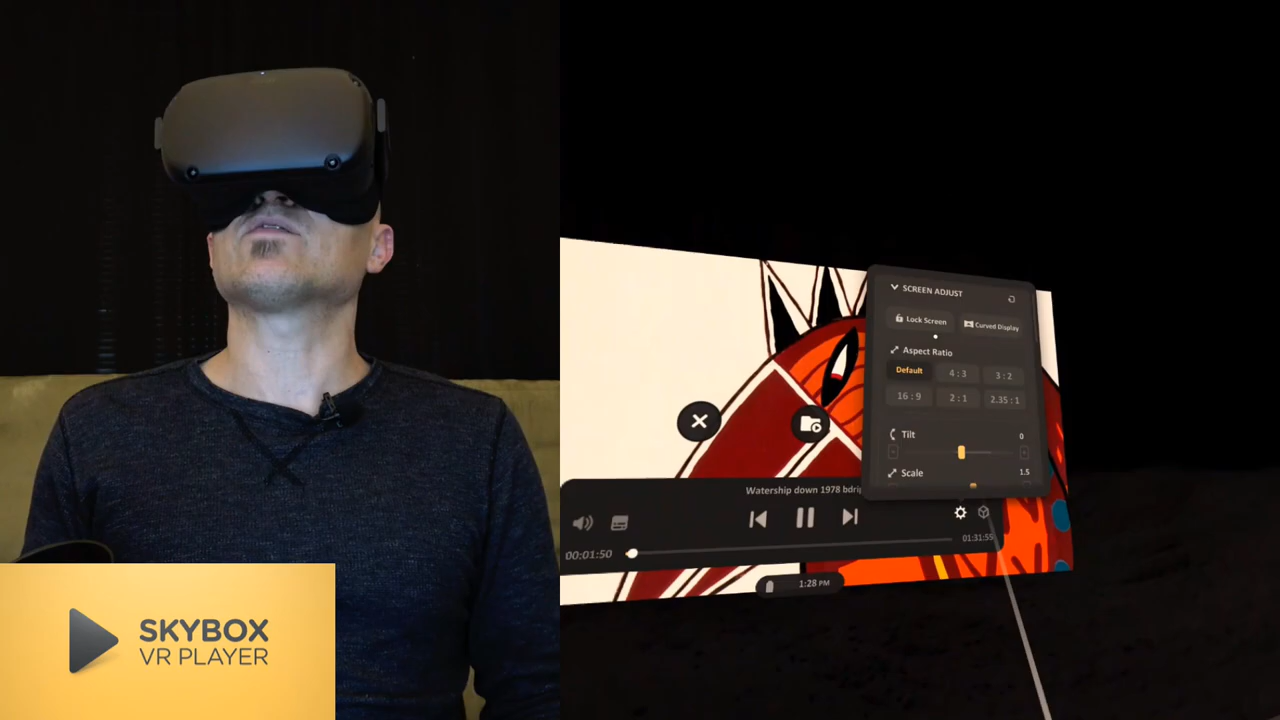 SKYBOX
VR PLAYER
SCREEN ADJUST
Lock Screen
Curved Display
Aspect Ratio
Default
4 : 3
3 : 2
16 : 9
2 : 1
2.35 : 1
Tilt
0
Scale
1.5
Watership down 1978 bdrip
00:01:50
01:31:55
1:28 PM